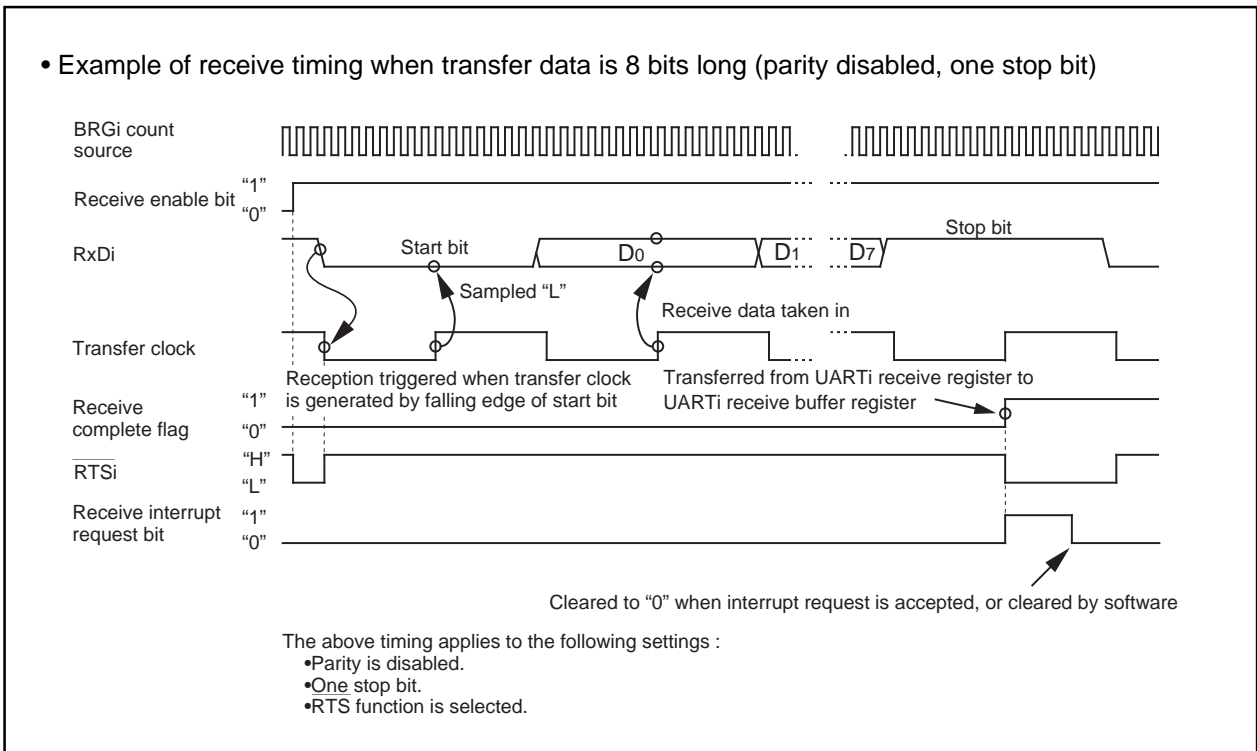 • Example of receive timing when transfer data is 8 bits long (parity disabled, one stop bit)
BRGi count
source
Receive enable bit
“1”
“0”
RxDi
Start bit
D0
D1
D7
Stop bit
Sampled “L”
Receive data taken in
Transfer clock
Reception triggered when transfer clock
is generated by falling edge of start bit
Transferred from UARTi receive register to
UARTi receive buffer register
Receive
complete flag
“1”
“0”
RTSi
“H”
“L”
Receive interrupt
request bit
“1”
“0”
Cleared to “0” when interrupt request is accepted, or cleared by software
The above timing applies to the following settings :
•Parity is disabled.
•One stop bit.
•RTS function is selected.